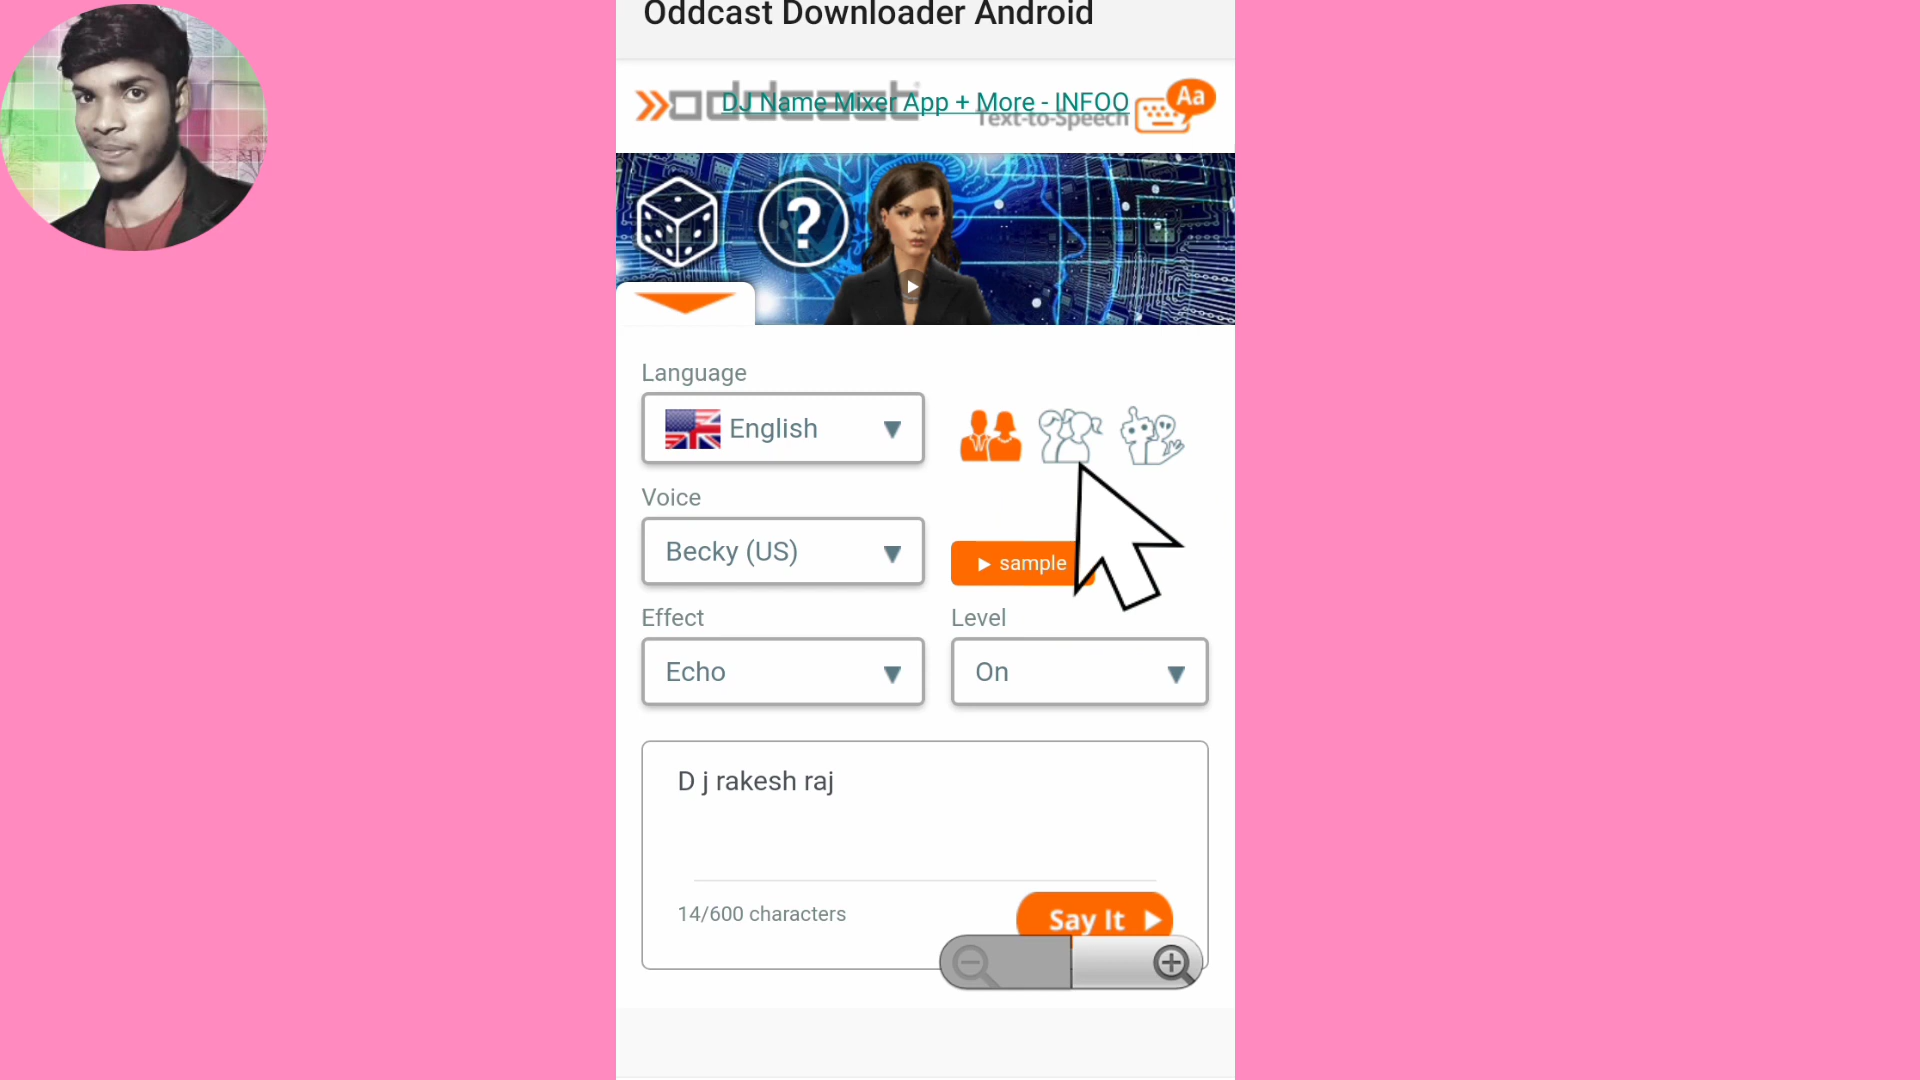 Oddcast Downloader Android
oddcast
DJ Name Mixer App + More - INFOO
Text-to-Speech
Aa
?
Language
English
Voice
Becky (US)
sample
Effect
Level
Echo
On
D j rakesh raj
14/600 characters
Say It